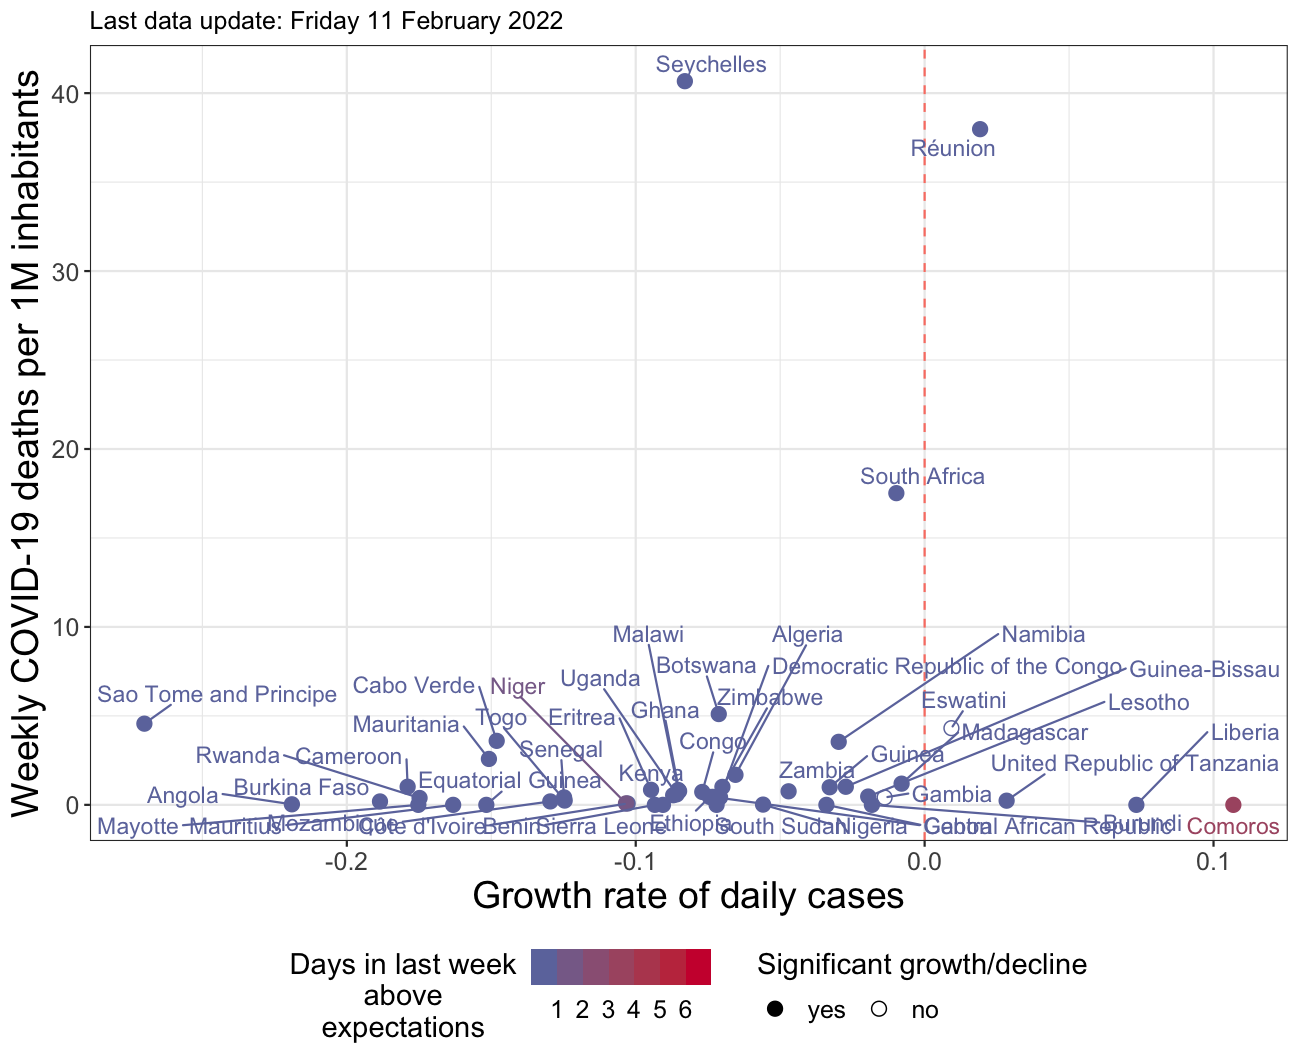 Last data update: Friday 11 February 2022
Weekly COVID-19 deaths per 1M inhabitants
40
30
20
10
0
Seychelles
Réunion
South Africa
Malawi
Algeria
Namibia
Botswana
Democratic Republic of the Congo
Guinea-Bissau
Uganda
Sao Tome and Principe
Cabo Verde
Niger
Zimbabwe
Eswatini
Lesotho
Mauritania
Togo
Eritrea
Ghana
Madagascar
Liberia
Congo
Senegal
Rwanda
Cameroon
Guinea
United Republic of Tanzania
Kenya
Zambia
Equatorial Guinea
Angola
Burkina Faso
Gambia
Mayotte
Mauritius
Mozambique
Côte d'Ivoire
Benin
Sierra Leone
Ethiopia
South Sudan
Nigeria
Gabon
Central African Republic
Burundi
Comoros
-0.2
-0.1
0.0
0.1
Growth rate of daily cases
Days in last week
above
expectations
1 2 3 4 5 6
Significant growth/decline
yes
no